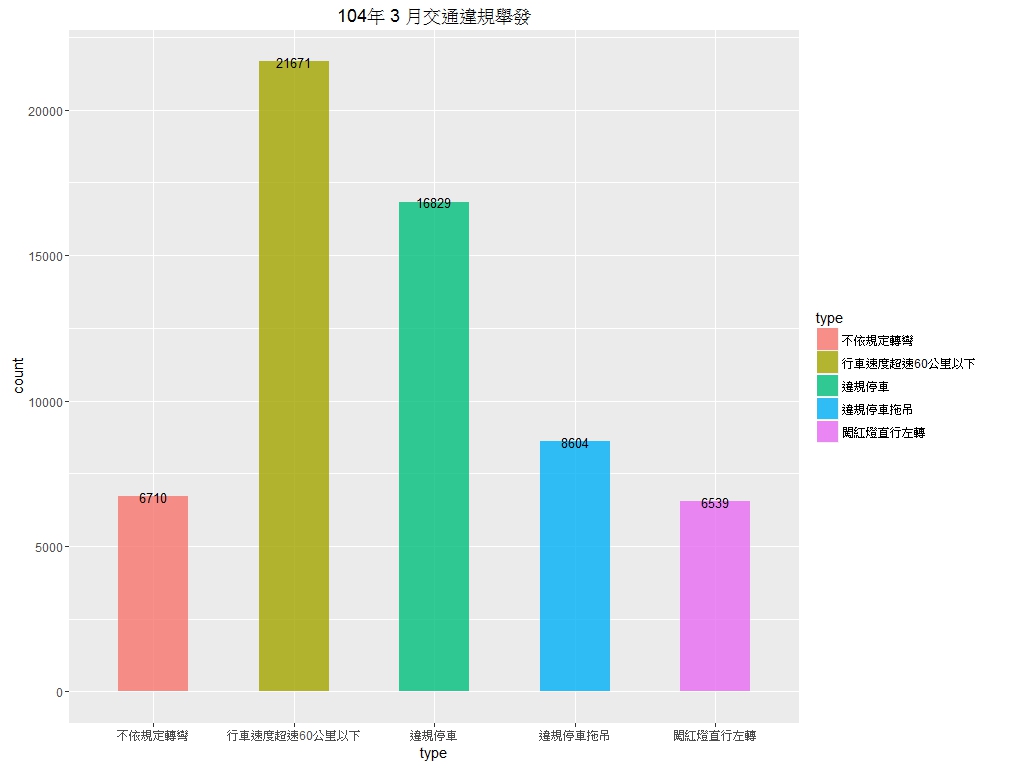 104年 3 月交通違規舉發
count
20000
15000
10000
5000
0
21671
16829
8604
6710
6539
不依規定轉彎
行車速度超速60公里以下
違規停車
違規停車拖吊
闖紅燈直行左轉
type
type
不依規定轉彎
行車速度超速60公里以下
違規停車
違規停車拖吊
闖紅燈直行左轉